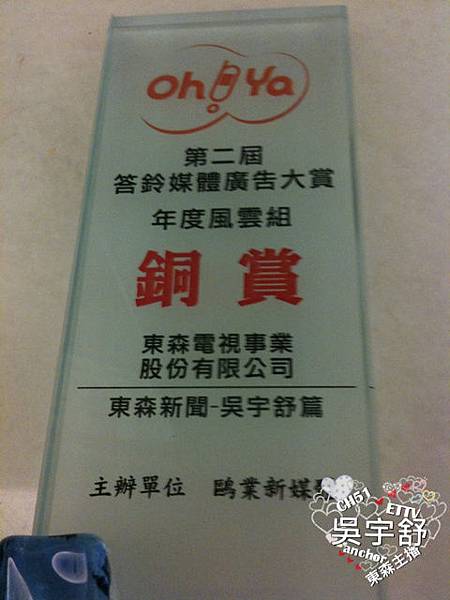 Oh!Ya
第二屆
答鈴媒體廣告大賞
年度風雲組
銅賞
東森電視事業
股份有限公司
東森新聞-吳宇舒篇
主辦單位 鷗業新媒
CH51
ETTV
吳宇舒
anchor
東森主播